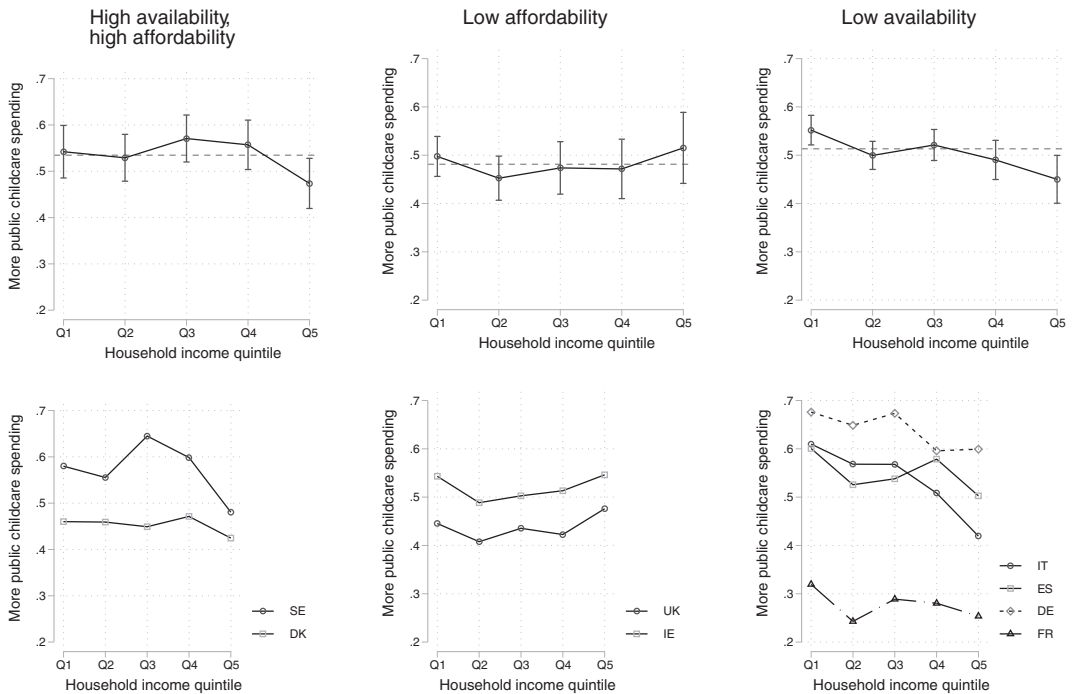 High availability,
high affordability
Low affordability
Low availability
More public childcare spending
.7
.6
.5
.4
.3
.2
Q1 Q2 Q3 Q4 Q5
Household income quintile
More public childcare spending
.7
.6
.5
.4
.3
.2
Q1 Q2 Q3 Q4 Q5
Household income quintile
More public childcare spending
.7
.6
.5
.4
.3
.2
Q1 Q2 Q3 Q4 Q5
Household income quintile
More public childcare spending
.7
.6
.5
.4
.3
.2
Q1 Q2 Q3 Q4 Q5
Household income quintile
SE
DK
More public childcare spending
.7
.6
.5
.4
.3
.2
Q1 Q2 Q3 Q4 Q5
Household income quintile
UK
IE
More public childcare spending
.7
.6
.5
.4
.3
.2
Q1 Q2 Q3 Q4 Q5
Household income quintile
IT
ES
DE
FR